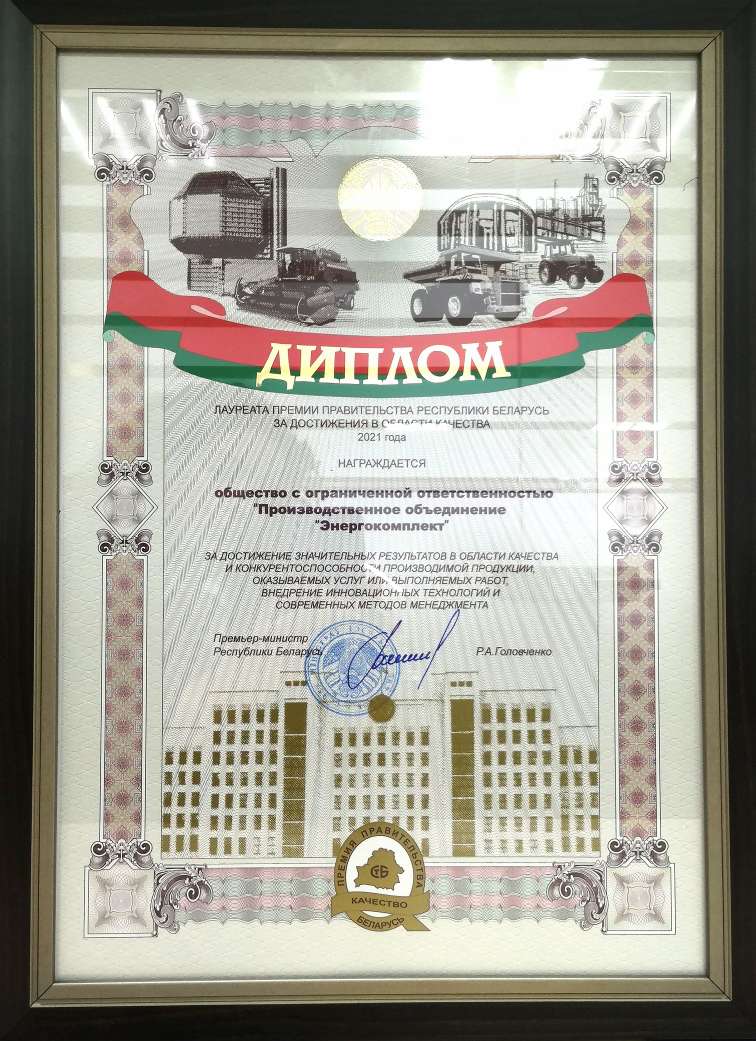 ДИПЛОМ
ЛАУРЕАТА ПРЕМИИ ПРАВИТЕЛЬСТВА РЕСПУБЛИКИ БЕЛАРУСЬ
ЗА ДОСТИЖЕНИЯ В ОБЛАСТИ КАЧЕСТВА
2021 года
НАГРАЖДАЕТСЯ
общество с ограниченной ответственностью
"Производственное объединение
"Энергокомплект"
ЗА ДОСТИЖЕНИЕ ЗНАЧИТЕЛЬНЫХ РЕЗУЛЬТАТОВ В ОБЛАСТИ КАЧЕСТВА
И КОНКУРЕНТОСПОСОБНОСТИ ПРОИЗВОДИМОЙ ПРОДУКЦИИ,
ОКАЗЫВАЕМЫХ УСЛУГ ИЛИ ВЫПОЛНЯЕМЫХ РАБОТ,
ВНЕДРЕНИЕ ИННОВАЦИОННЫХ ТЕХНОЛОГИЙ И
СОВРЕМЕННЫХ МЕТОДОВ МЕНЕДЖМЕНТА
Премьер-министр
Республики Беларусь Р.А.Головченко
ПРЕМИЯ ПРАВИТЕЛЬСТВА
СТБ
КАЧЕСТВО
БЕЛАРУСЬ